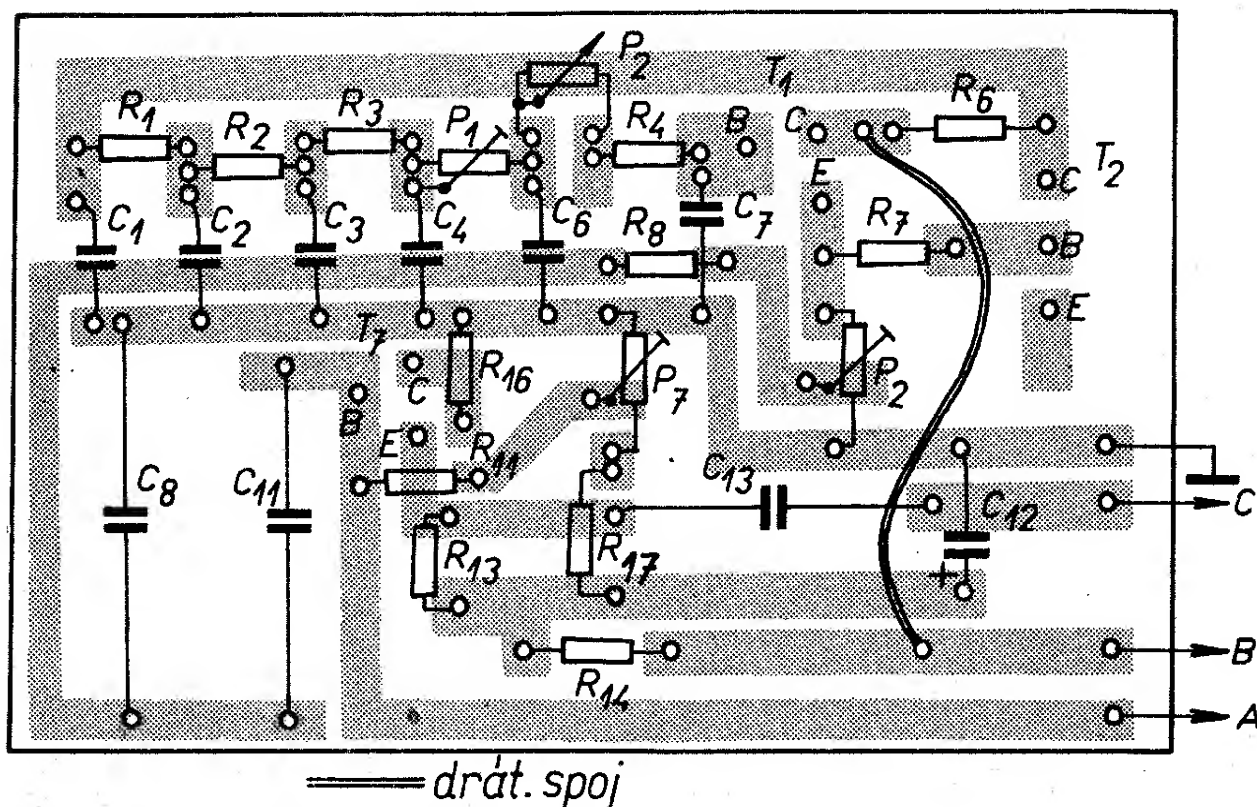 P2
T1
R1
R2
R3
P1
R4
B
C
R6
T2
C
E
C1
C2
C3
C4
C6
C7
R8
R7
B
E
T7
C
R16
P7
P2
B
E
R11
C8
C11
C13
C12
C
R13
R17
+
B
R14
A
drát. spoj